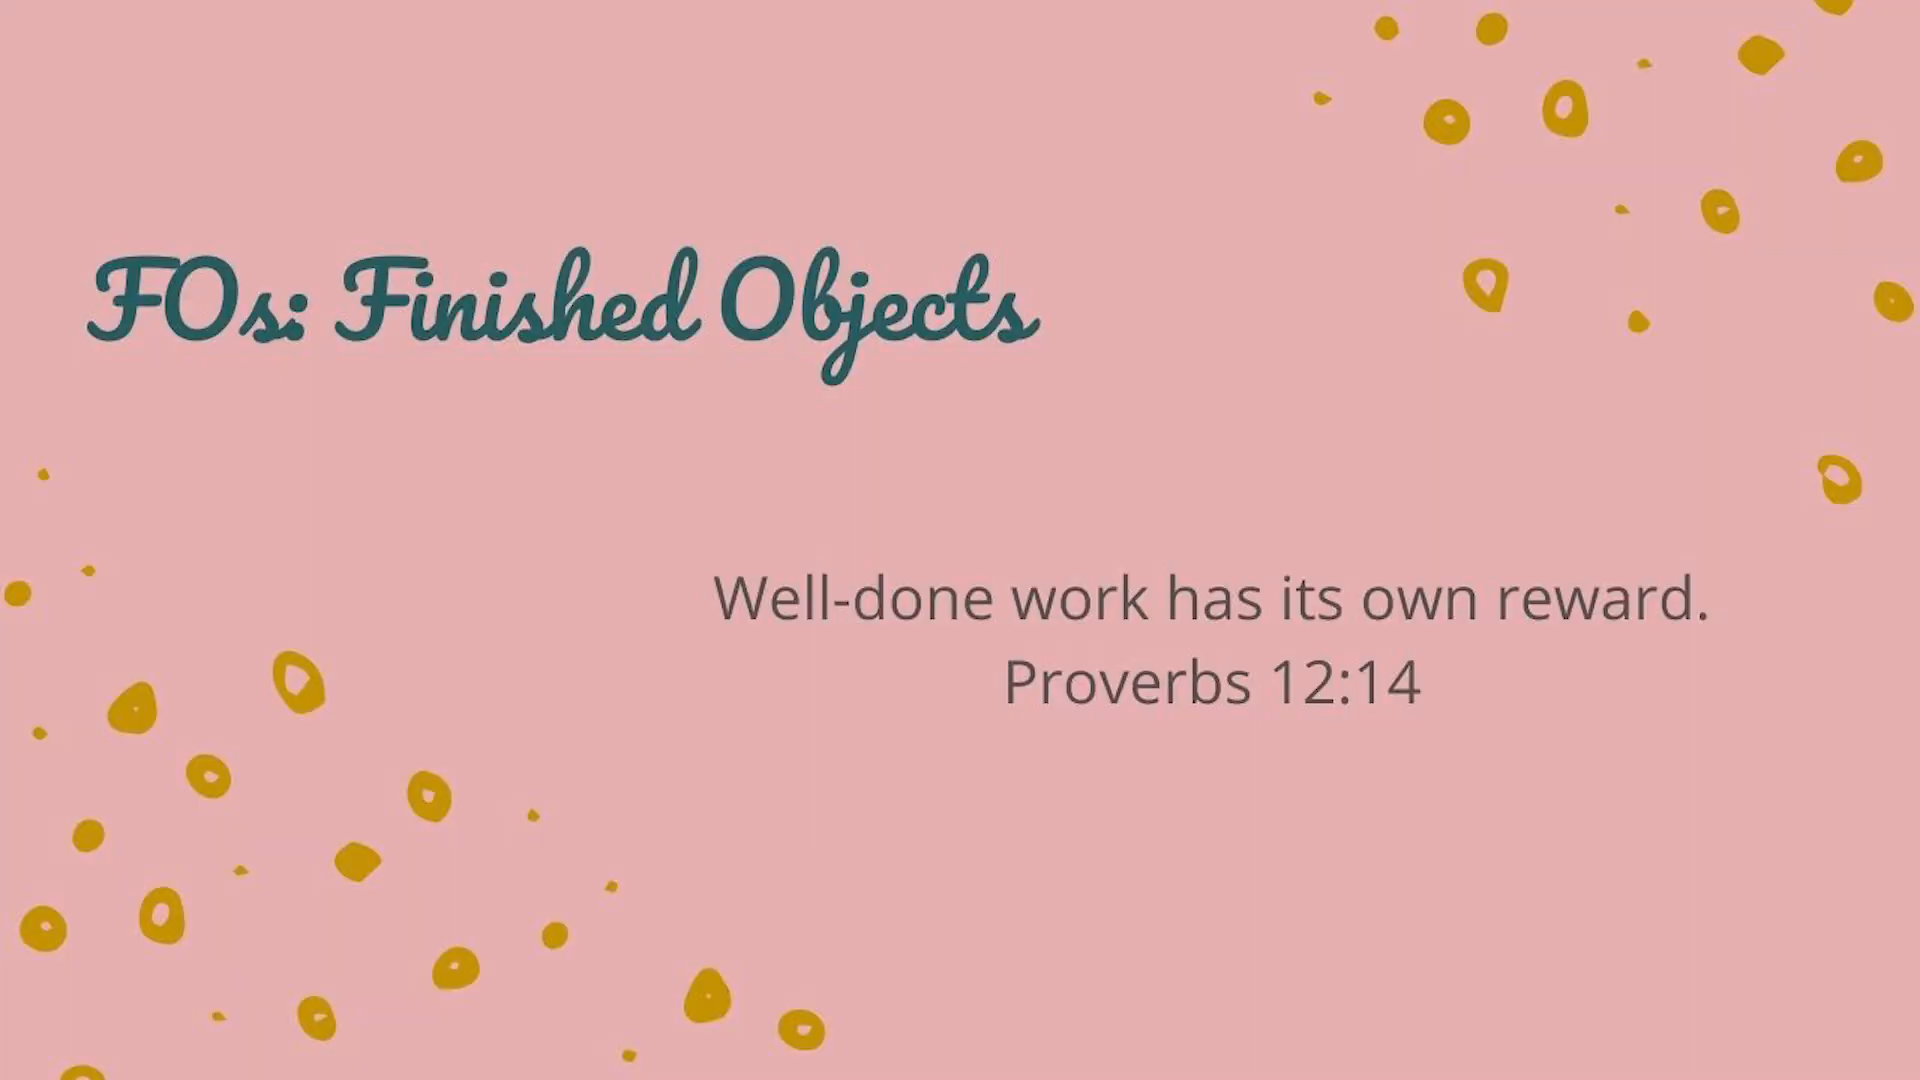 FOs: Finished Objects
Well-done work has its own reward.
Proverbs 12:14